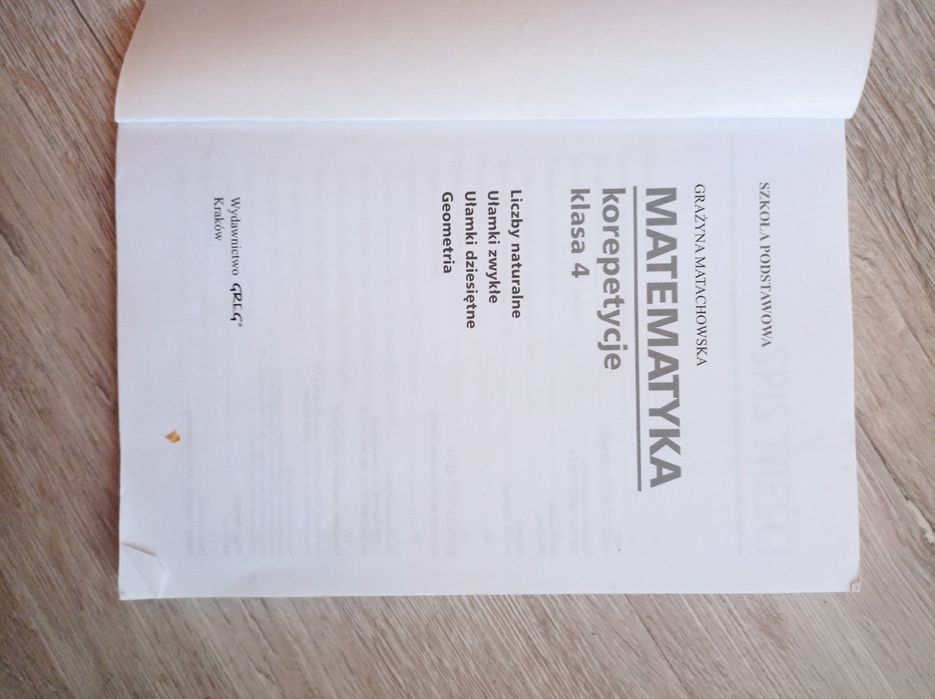 SZKOŁA PODSTAWOWA
GRAŻYNA MATACHOWSKA
MATEMATYKA
korepetycje
klasa 4
Liczby naturalne
Ułamki zwykłe
Ułamki dziesiętne
Geometria
Wydawnictwo GREG®
Kraków
SPIS TREŚCI